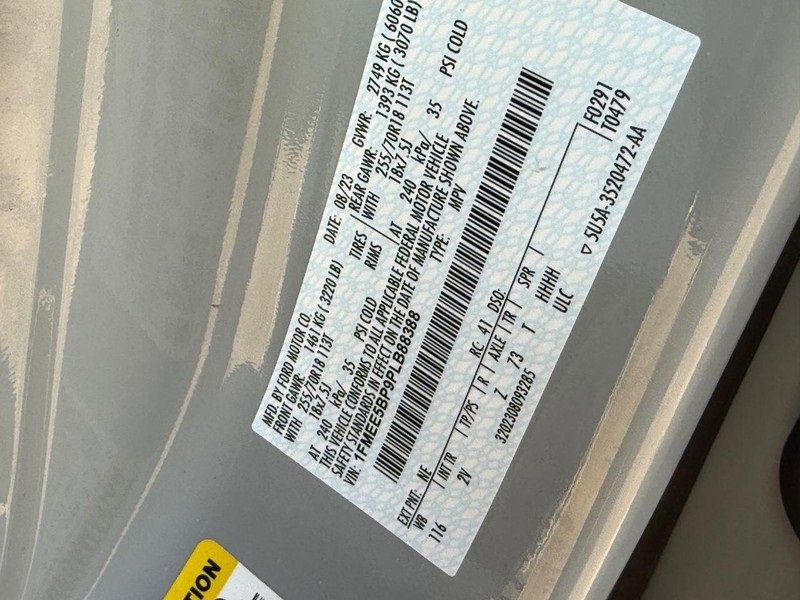 MFD. BY FORD MOTOR CO.
DATE: 08/23 GVWR: 2749 KG ( 6060
FRONT GAWR: 1461 KG ( 3220 LB) REAR GAWR: 1393 KG ( 3070 LB)
WITH 255/70R18 113T TIRES WITH 255/70R18 113T
18x7.5J RIMS 18x7.5J
AT 240 kPa/ 35 PSI COLD AT 240 kPa/ 35 PSI COLD
THIS VEHICLE CONFORMS TO ALL APPLICABLE FEDERAL MOTOR VEHICLE
SAFETY STANDARDS IN EFFECT ON THE DATE OF MANUFACTURE SHOWN ABOVE.
VIN: 1FMEE5BP9PLB88388 TYPE: MPV
EXT PNT: NE RC: 41 DSO: F0291
WB INT TR TP/PS R AXLE TR SPR T0479
116 2V Z 73 T HHHH
ULC
3202308093285 ▽ SU5A-3520472-AA
TION